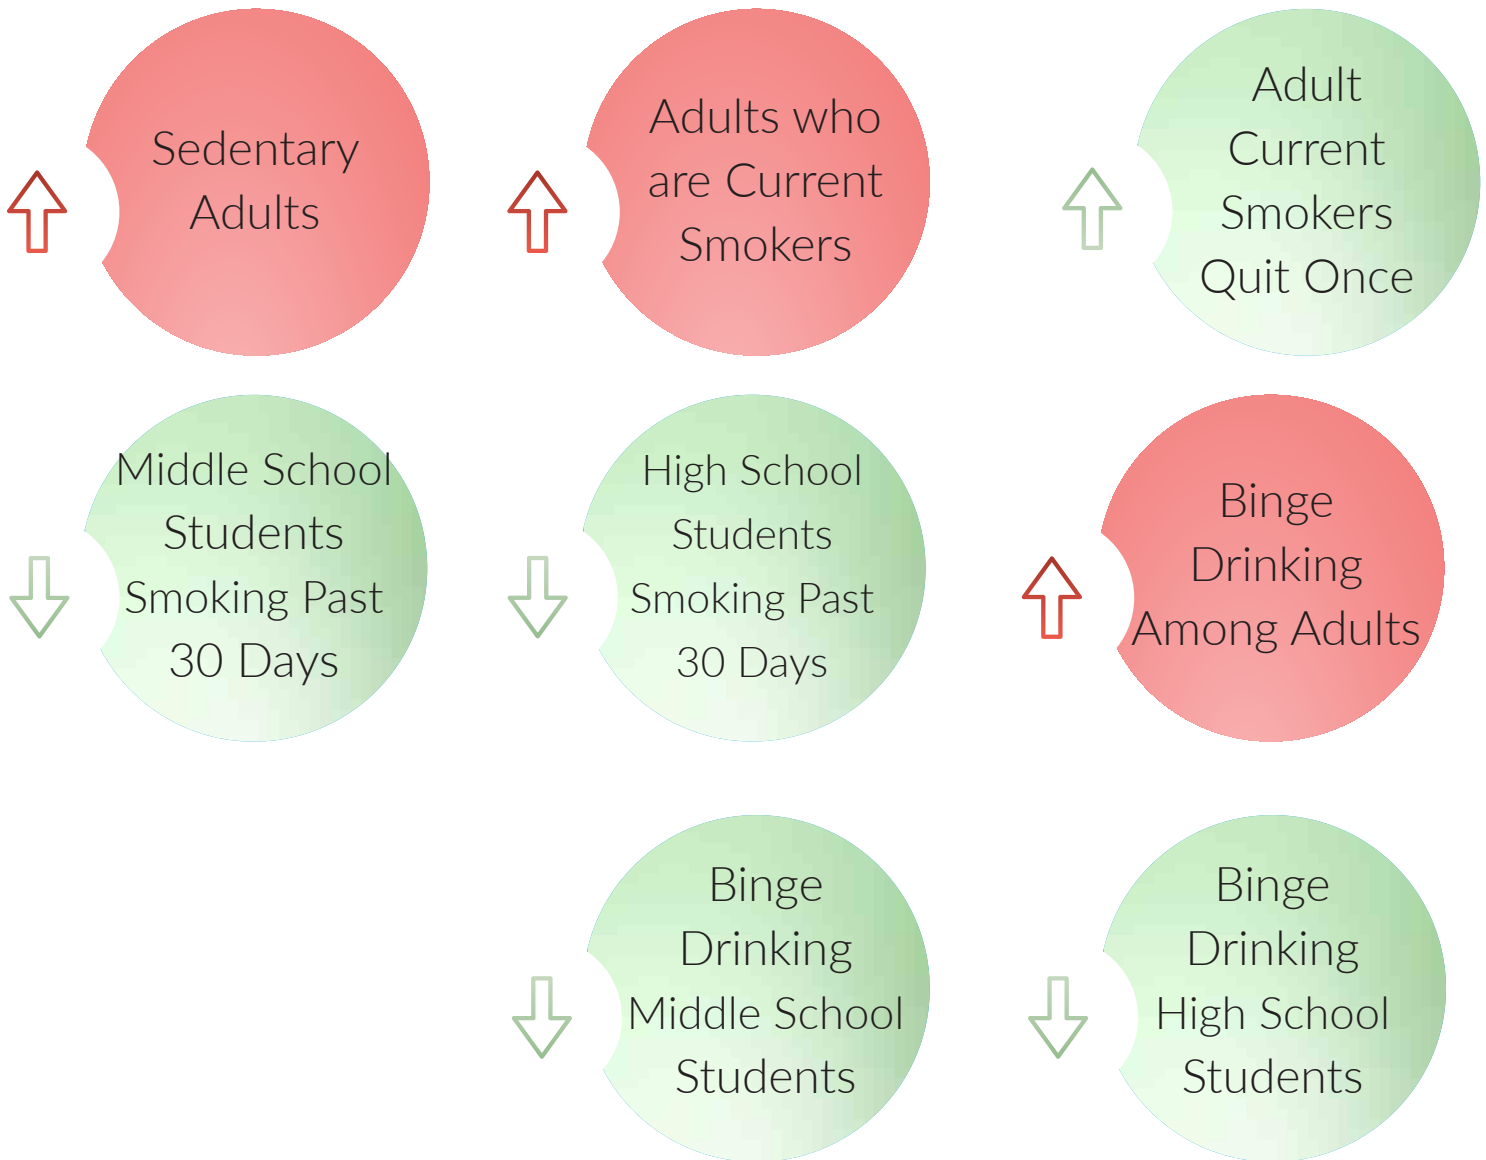 Sedentary
Adults
Adults who
are Current
Smokers
Adult
Current
Smokers
Quit Once
Middle School
Students
Smoking Past
30 Days
High School
Students
Smoking Past
30 Days
Binge
Drinking
Among Adults
Binge
Drinking
Middle School
Students
Binge
Drinking
High School
Students